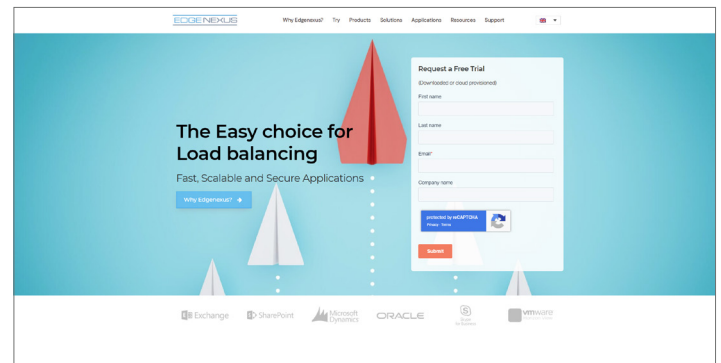 EDGENEXUS
Why Edgenexus? Try Products Solutions Applications Resources Support
The Easy choice for
Load balancing
Fast, Scalable and Secure Applications
Why Edgenexus?
Request a Free Trial
(Downloaded or cloud provisioned)
First name
Last name
Email*
Company name
protected by reCAPTCHA
Privacy Terms
Submit
Exchange
SharePoint
Microsoft
Dynamics
ORACLE
vmware